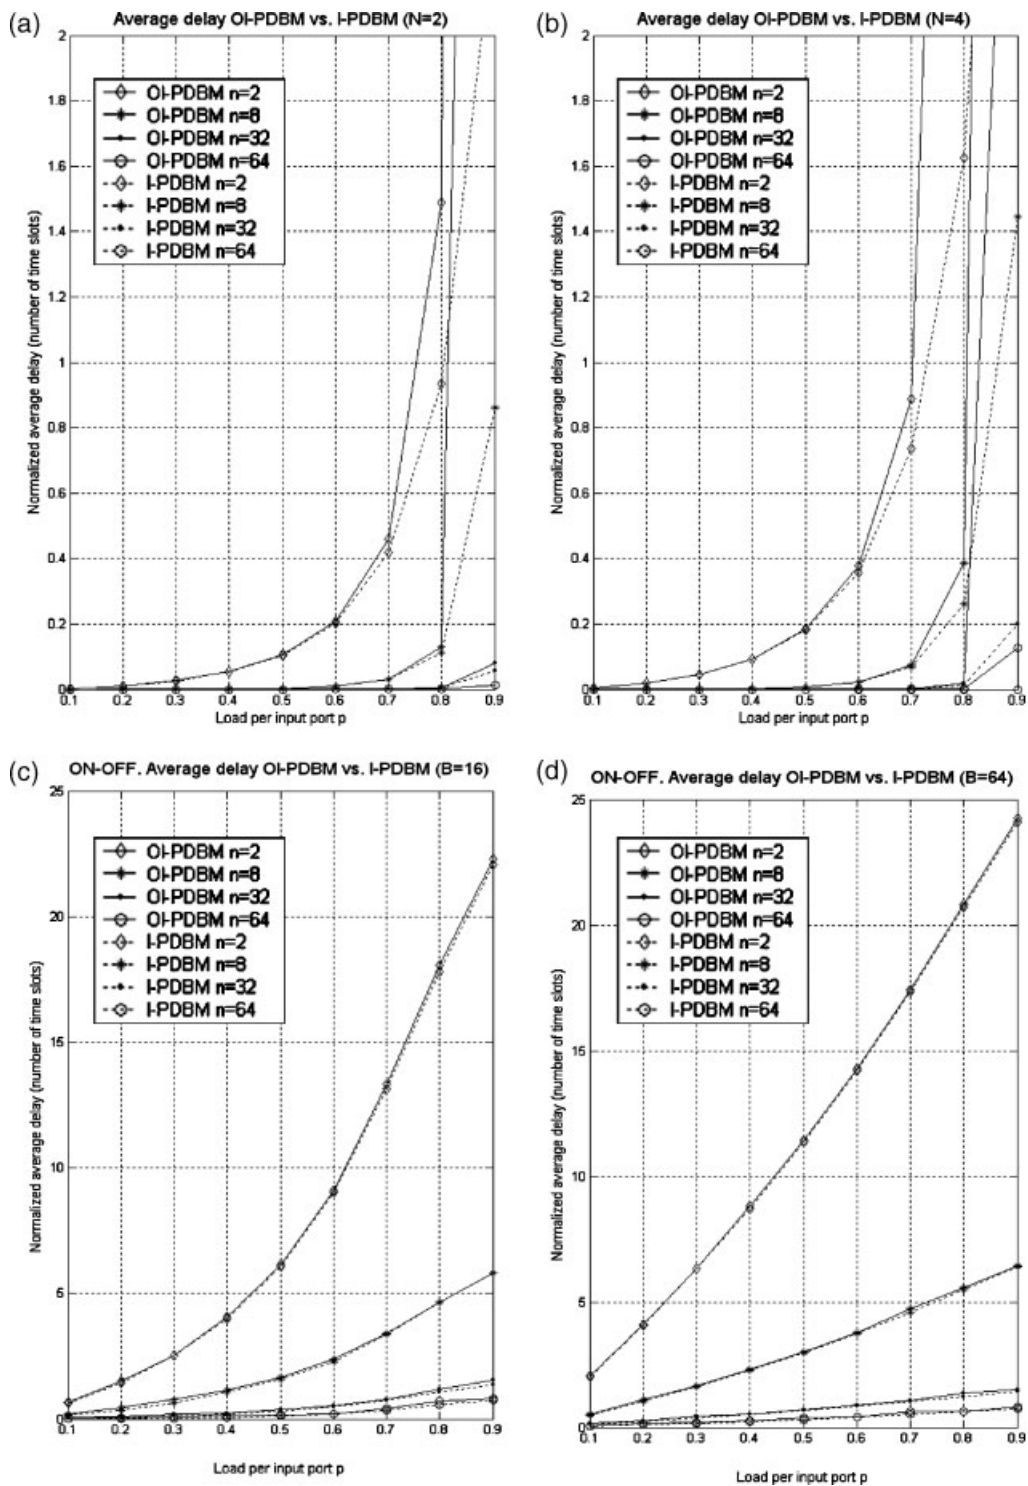 (a) Average delay OI-PDBM vs. I-PDBM (N=2)
2
1.8
1.6
1.4
1.2
1
0.8
0.6
0.4
0.2
0
Normalized average delay (number of time slots)
OI-PDBM n=2
OI-PDBM n=8
OI-PDBM n=32
OI-PDBM n=64
I-PDBM n=2
I-PDBM n=8
I-PDBM n=32
I-PDBM n=64
0.1 0.2 0.3 0.4 0.5 0.6 0.7 0.8 0.9
Load per input port p
(b) Average delay OI-PDBM vs. I-PDBM (N=4)
2
1.8
1.6
1.4
1.2
1
0.8
0.6
0.4
0.2
0
Normalized average delay (number of time slots)
OI-PDBM n=2
OI-PDBM n=8
OI-PDBM n=32
OI-PDBM n=64
I-PDBM n=2
I-PDBM n=8
I-PDBM n=32
I-PDBM n=64
0.1 0.2 0.3 0.4 0.5 0.6 0.7 0.8 0.9
Load per input port p
(c) ON-OFF. Average delay OI-PDBM vs. I-PDBM (B=16)
25
20
15
10
5
0
Normalized average delay (number of time slots)
OI-PDBM n=2
OI-PDBM n=8
OI-PDBM n=32
OI-PDBM n=64
I-PDBM n=2
I-PDBM n=8
I-PDBM n=32
I-PDBM n=64
0.1 0.2 0.3 0.4 0.5 0.6 0.7 0.8 0.9
Load per input port p
(d) ON-OFF. Average delay OI-PDBM vs. I-PDBM (B=64)
25
20
15
10
5
0
Normalized average delay (number of time slots)
OI-PDBM n=2
OI-PDBM n=8
OI-PDBM n=32
OI-PDBM n=64
I-PDBM n=2
I-PDBM n=8
I-PDBM n=32
I-PDBM n=64
0.1 0.2 0.3 0.4 0.5 0.6 0.7 0.8 0.9
Load per input port p